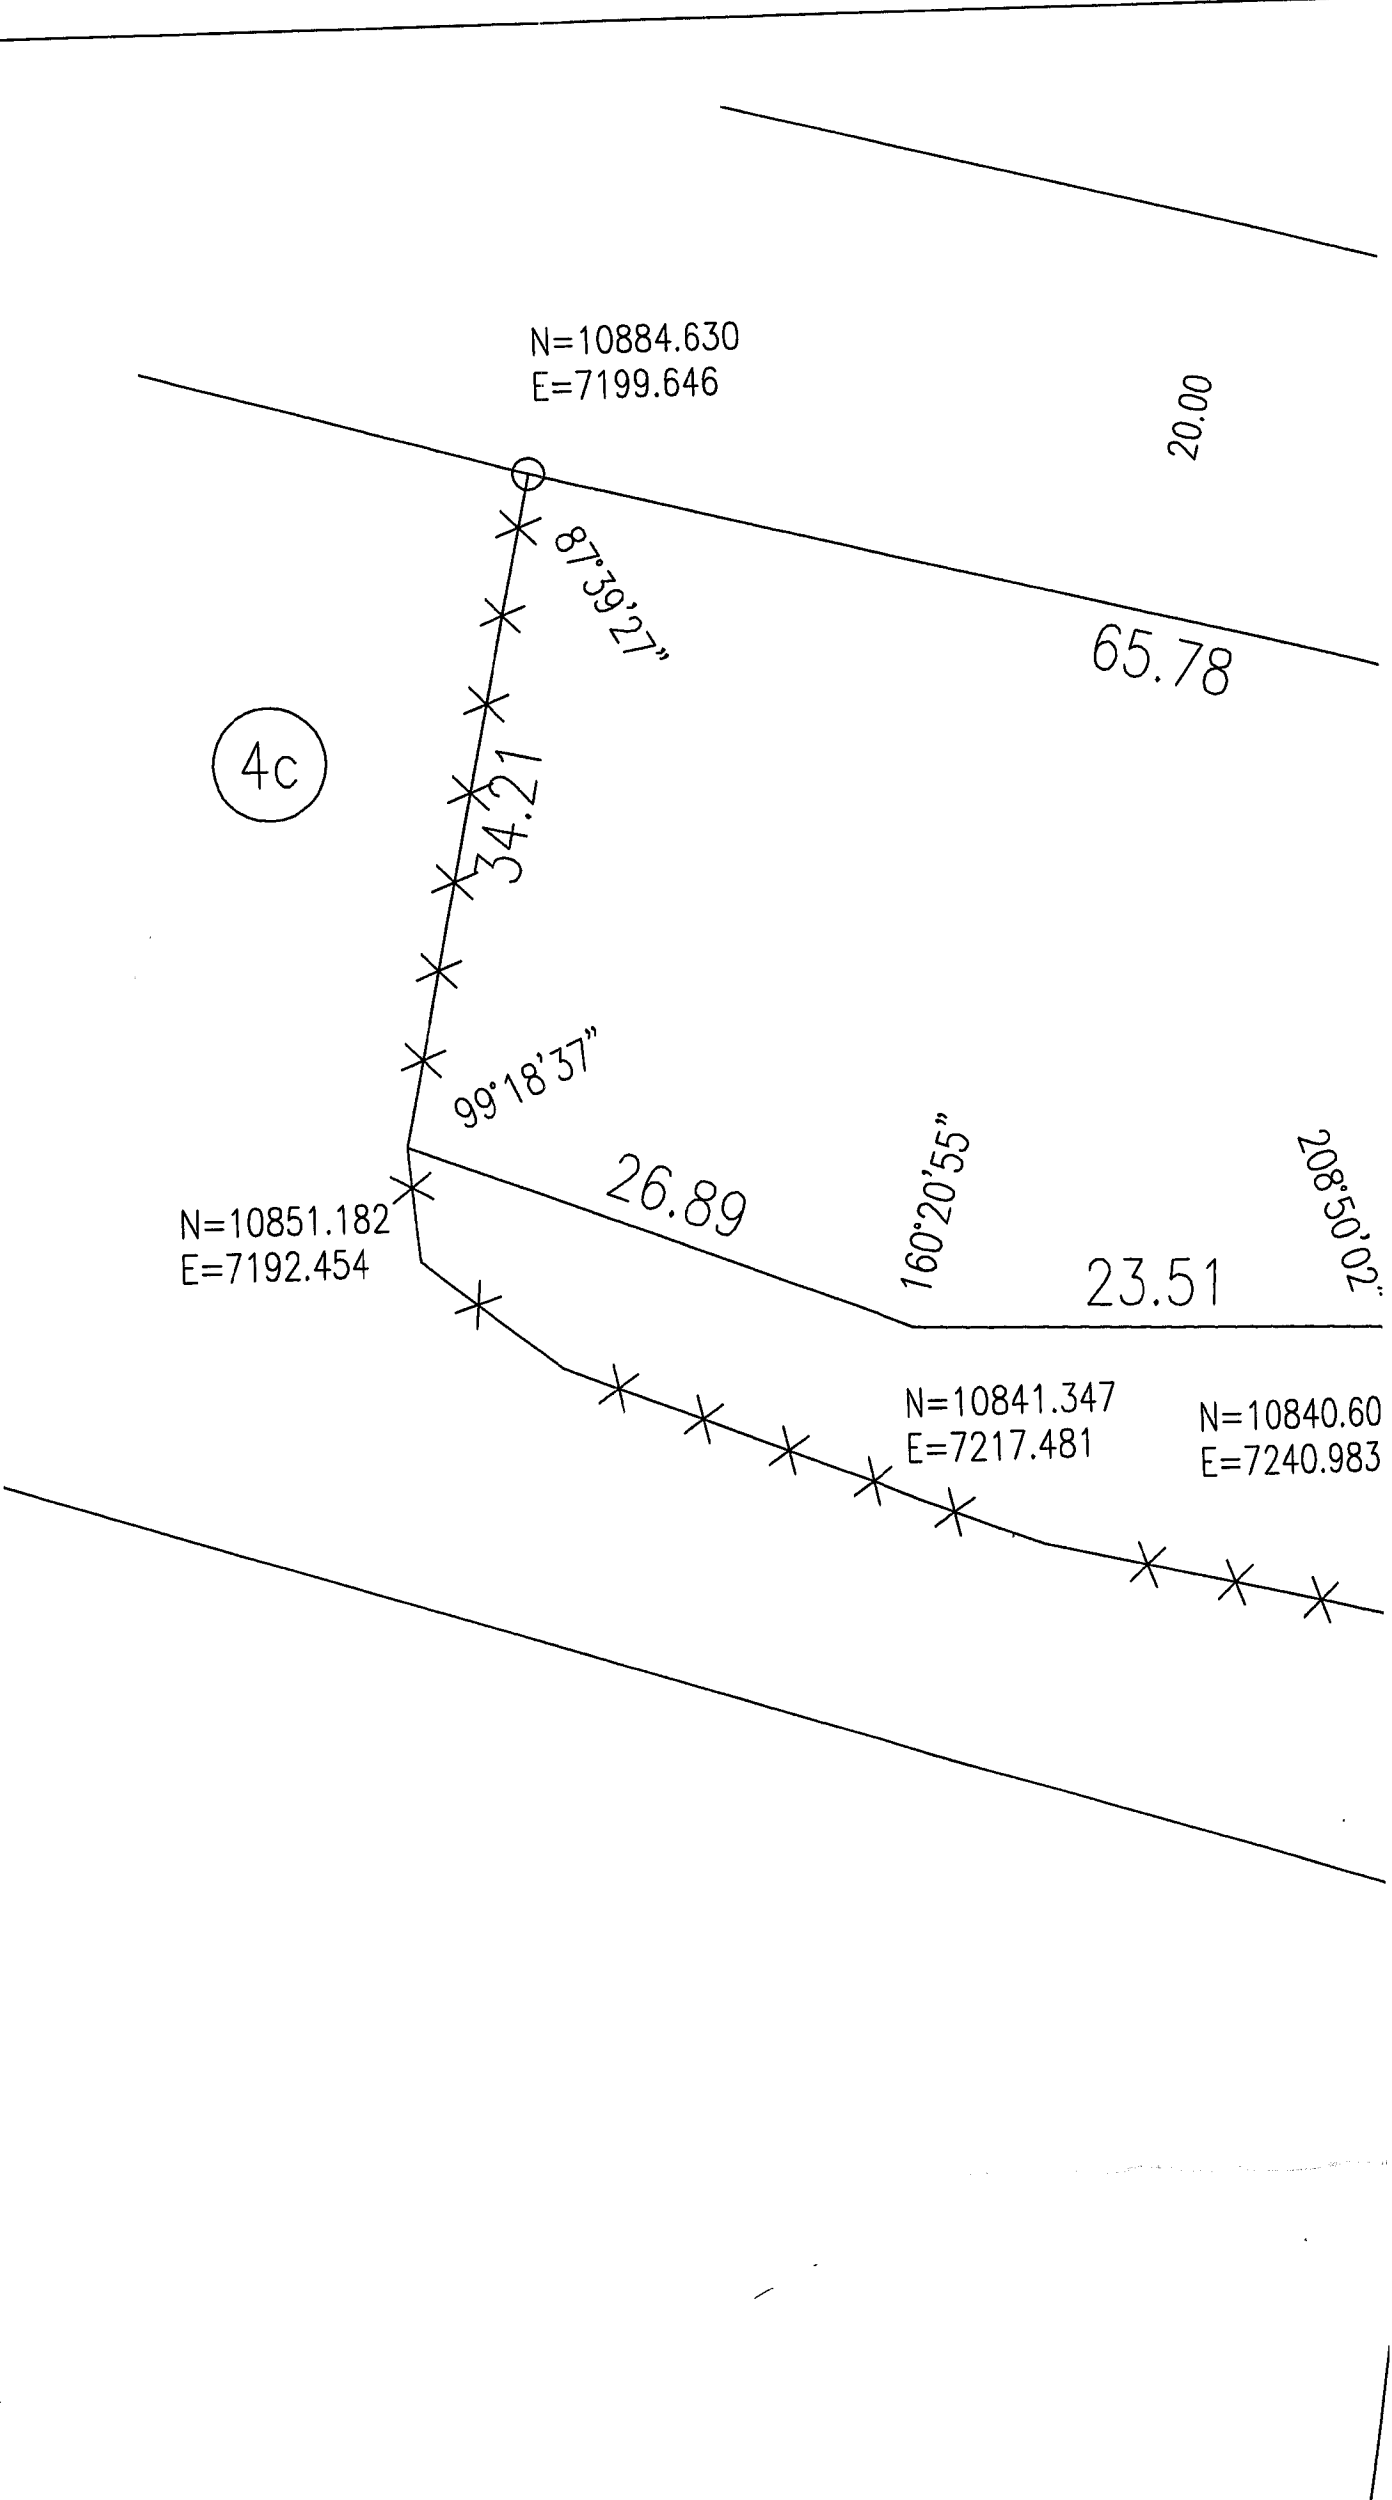 N=10884.630
E=7199.646
20.00
87°39'27"
65.78
4c
34.21
99°18'37"
26.89
160°20'55"
208°50'02"
N=10851.182
E=7192.454
23.51
N=10841.347
E=7217.481
N=10840.60
E=7240.983